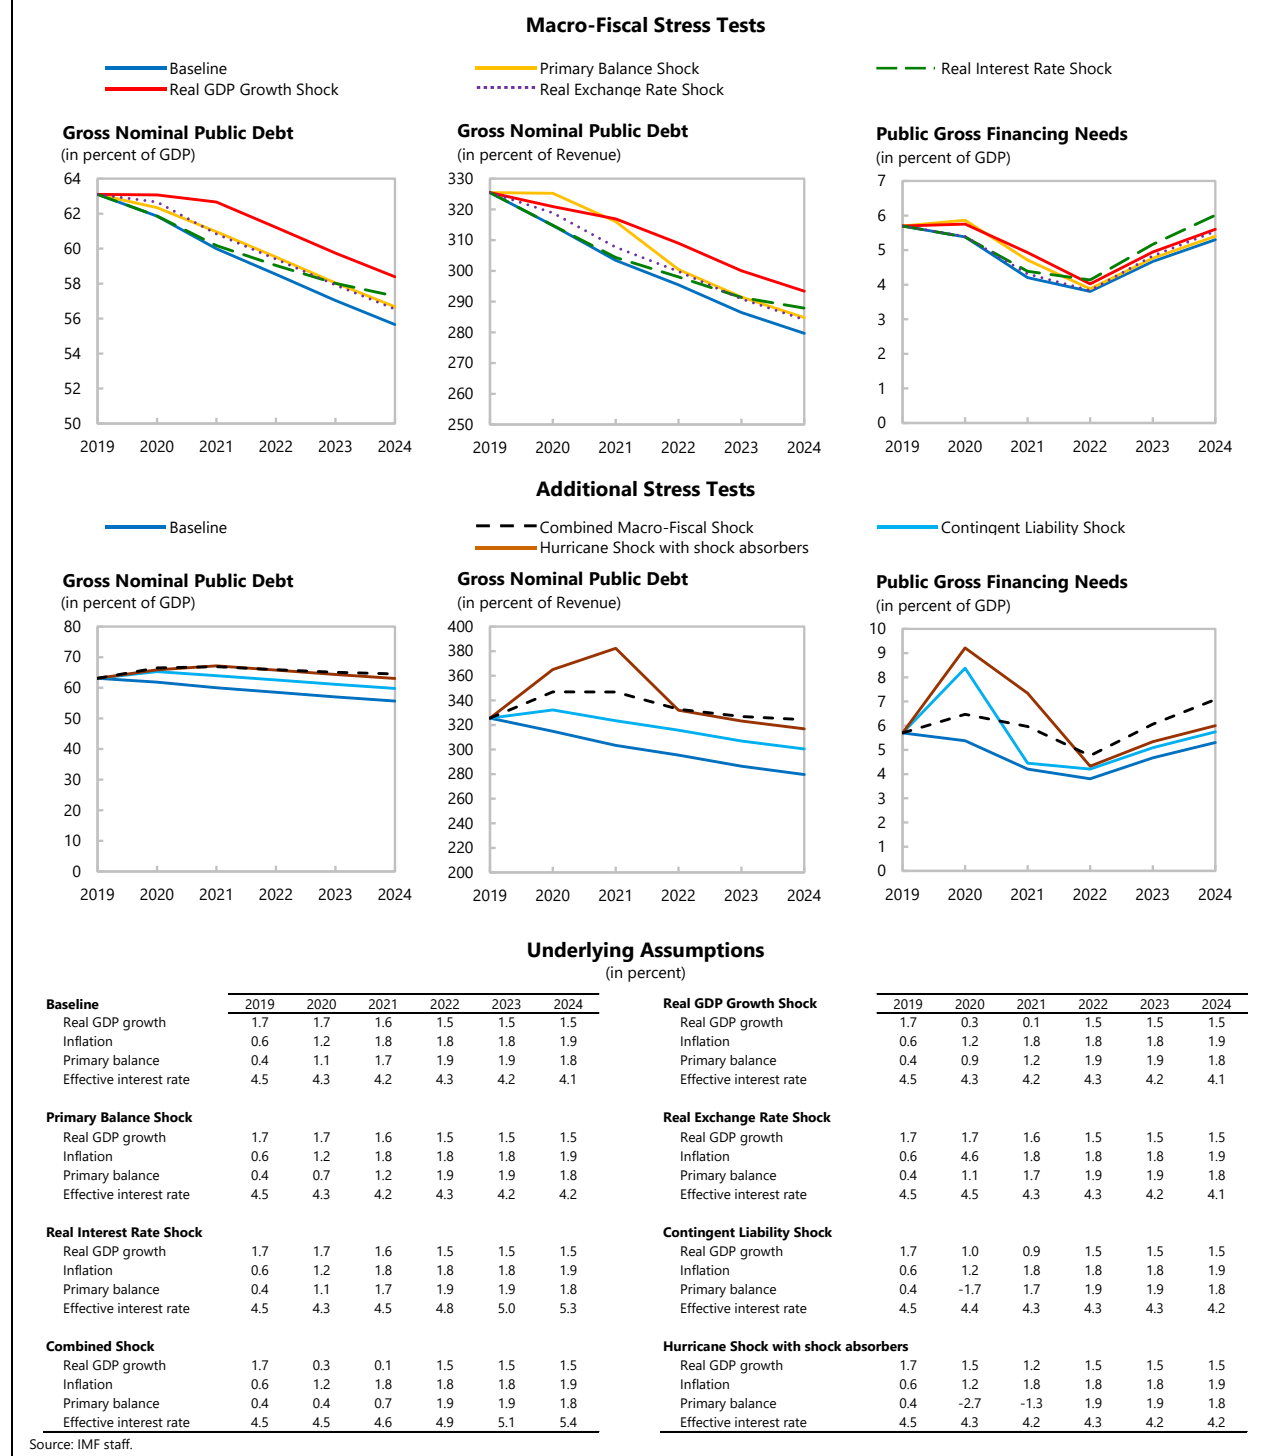 Macro-Fiscal Stress Tests
Baseline
Primary Balance Shock
Real Interest Rate Shock
Real GDP Growth Shock
Real Exchange Rate Shock
Gross Nominal Public Debt
(in percent of GDP)
64
62
60
58
56
54
52
50
2019 2020 2021 2022 2023 2024
Gross Nominal Public Debt
(in percent of Revenue)
330
320
310
300
290
280
270
260
250
2019 2020 2021 2022 2023 2024
Public Gross Financing Needs
(in percent of GDP)
7
6
5
4
3
2
1
0
2019 2020 2021 2022 2023 2024
Additional Stress Tests
Baseline
Combined Macro-Fiscal Shock
Contingent Liability Shock
Hurricane Shock with shock absorbers
Gross Nominal Public Debt
(in percent of GDP)
80
70
60
50
40
30
20
10
0
2019 2020 2021 2022 2023 2024
Gross Nominal Public Debt
(in percent of Revenue)
400
380
360
340
320
300
280
260
240
220
200
2019 2020 2021 2022 2023 2024
Public Gross Financing Needs
(in percent of GDP)
10
9
8
7
6
5
4
3
2
1
0
2019 2020 2021 2022 2023 2024
Underlying Assumptions
(in percent)
Baseline 2019 2020 2021 2022 2023 2024
Real GDP growth 1.7 1.7 1.6 1.5 1.5 1.5
Inflation 0.6 1.2 1.8 1.8 1.8 1.9
Primary balance 0.4 1.1 1.7 1.9 1.9 1.8
Effective interest rate 4.5 4.3 4.2 4.3 4.2 4.1
Primary Balance Shock
Real GDP growth 1.7 1.7 1.6 1.5 1.5 1.5
Inflation 0.6 1.2 1.8 1.8 1.8 1.9
Primary balance 0.4 0.7 1.2 1.9 1.9 1.8
Effective interest rate 4.5 4.3 4.2 4.3 4.2 4.2
Real Interest Rate Shock
Real GDP growth 1.7 1.7 1.6 1.5 1.5 1.5
Inflation 0.6 1.2 1.8 1.8 1.8 1.9
Primary balance 0.4 1.1 1.7 1.9 1.9 1.8
Effective interest rate 4.5 4.3 4.5 4.8 5.0 5.3
Combined Shock
Real GDP growth 1.7 0.3 0.1 1.5 1.5 1.5
Inflation 0.6 1.2 1.8 1.8 1.8 1.9
Primary balance 0.4 0.4 0.7 1.9 1.9 1.8
Effective interest rate 4.5 4.5 4.6 4.9 5.1 5.4
Real GDP Growth Shock 2019 2020 2021 2022 2023 2024
Real GDP growth 1.7 0.3 0.1 1.5 1.5 1.5
Inflation 0.6 1.2 1.8 1.8 1.8 1.9
Primary balance 0.4 0.9 1.2 1.9 1.9 1.8
Effective interest rate 4.5 4.3 4.2 4.3 4.2 4.1
Real Exchange Rate Shock
Real GDP growth 1.7 1.7 1.6 1.5 1.5 1.5
Inflation 0.6 4.6 1.8 1.8 1.8 1.9
Primary balance 0.4 1.1 1.7 1.9 1.9 1.8
Effective interest rate 4.5 4.5 4.3 4.3 4.2 4.1
Contingent Liability Shock
Real GDP growth 1.7 1.0 0.9 1.5 1.5 1.5
Inflation 0.6 1.2 1.8 1.8 1.8 1.9
Primary balance 0.4 -1.7 1.7 1.9 1.9 1.8
Effective interest rate 4.5 4.4 4.3 4.3 4.3 4.2
Hurricane Shock with shock absorbers
Real GDP growth 1.7 1.5 1.2 1.5 1.5 1.5
Inflation 0.6 1.2 1.8 1.8 1.8 1.9
Primary balance 0.4 -2.7 -1.3 1.9 1.9 1.8
Effective interest rate 4.5 4.3 4.2 4.3 4.2 4.2
Source: IMF staff.